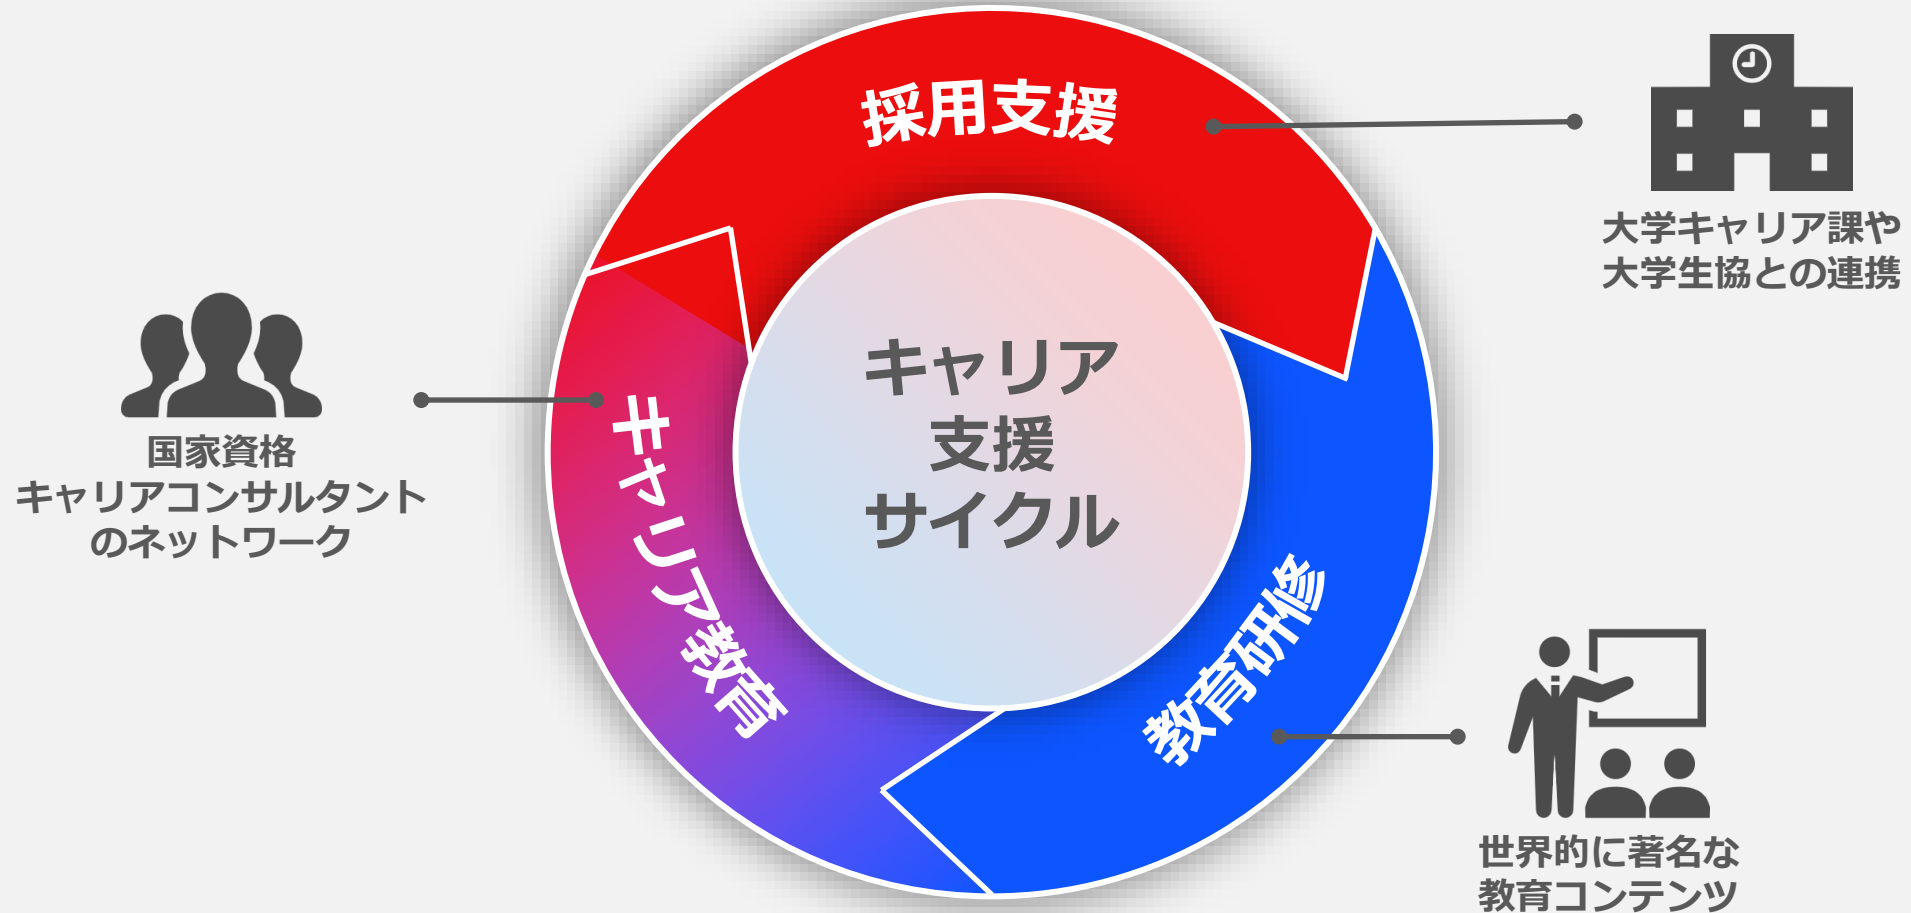 採用支援
大学キャリア課や
大学生協との連携
キャリア
支援
サイクル
国家資格
キャリアコンサルタント
のネットワーク
キャリア教育
教育研修
世界的に著名な
教育コンテンツ